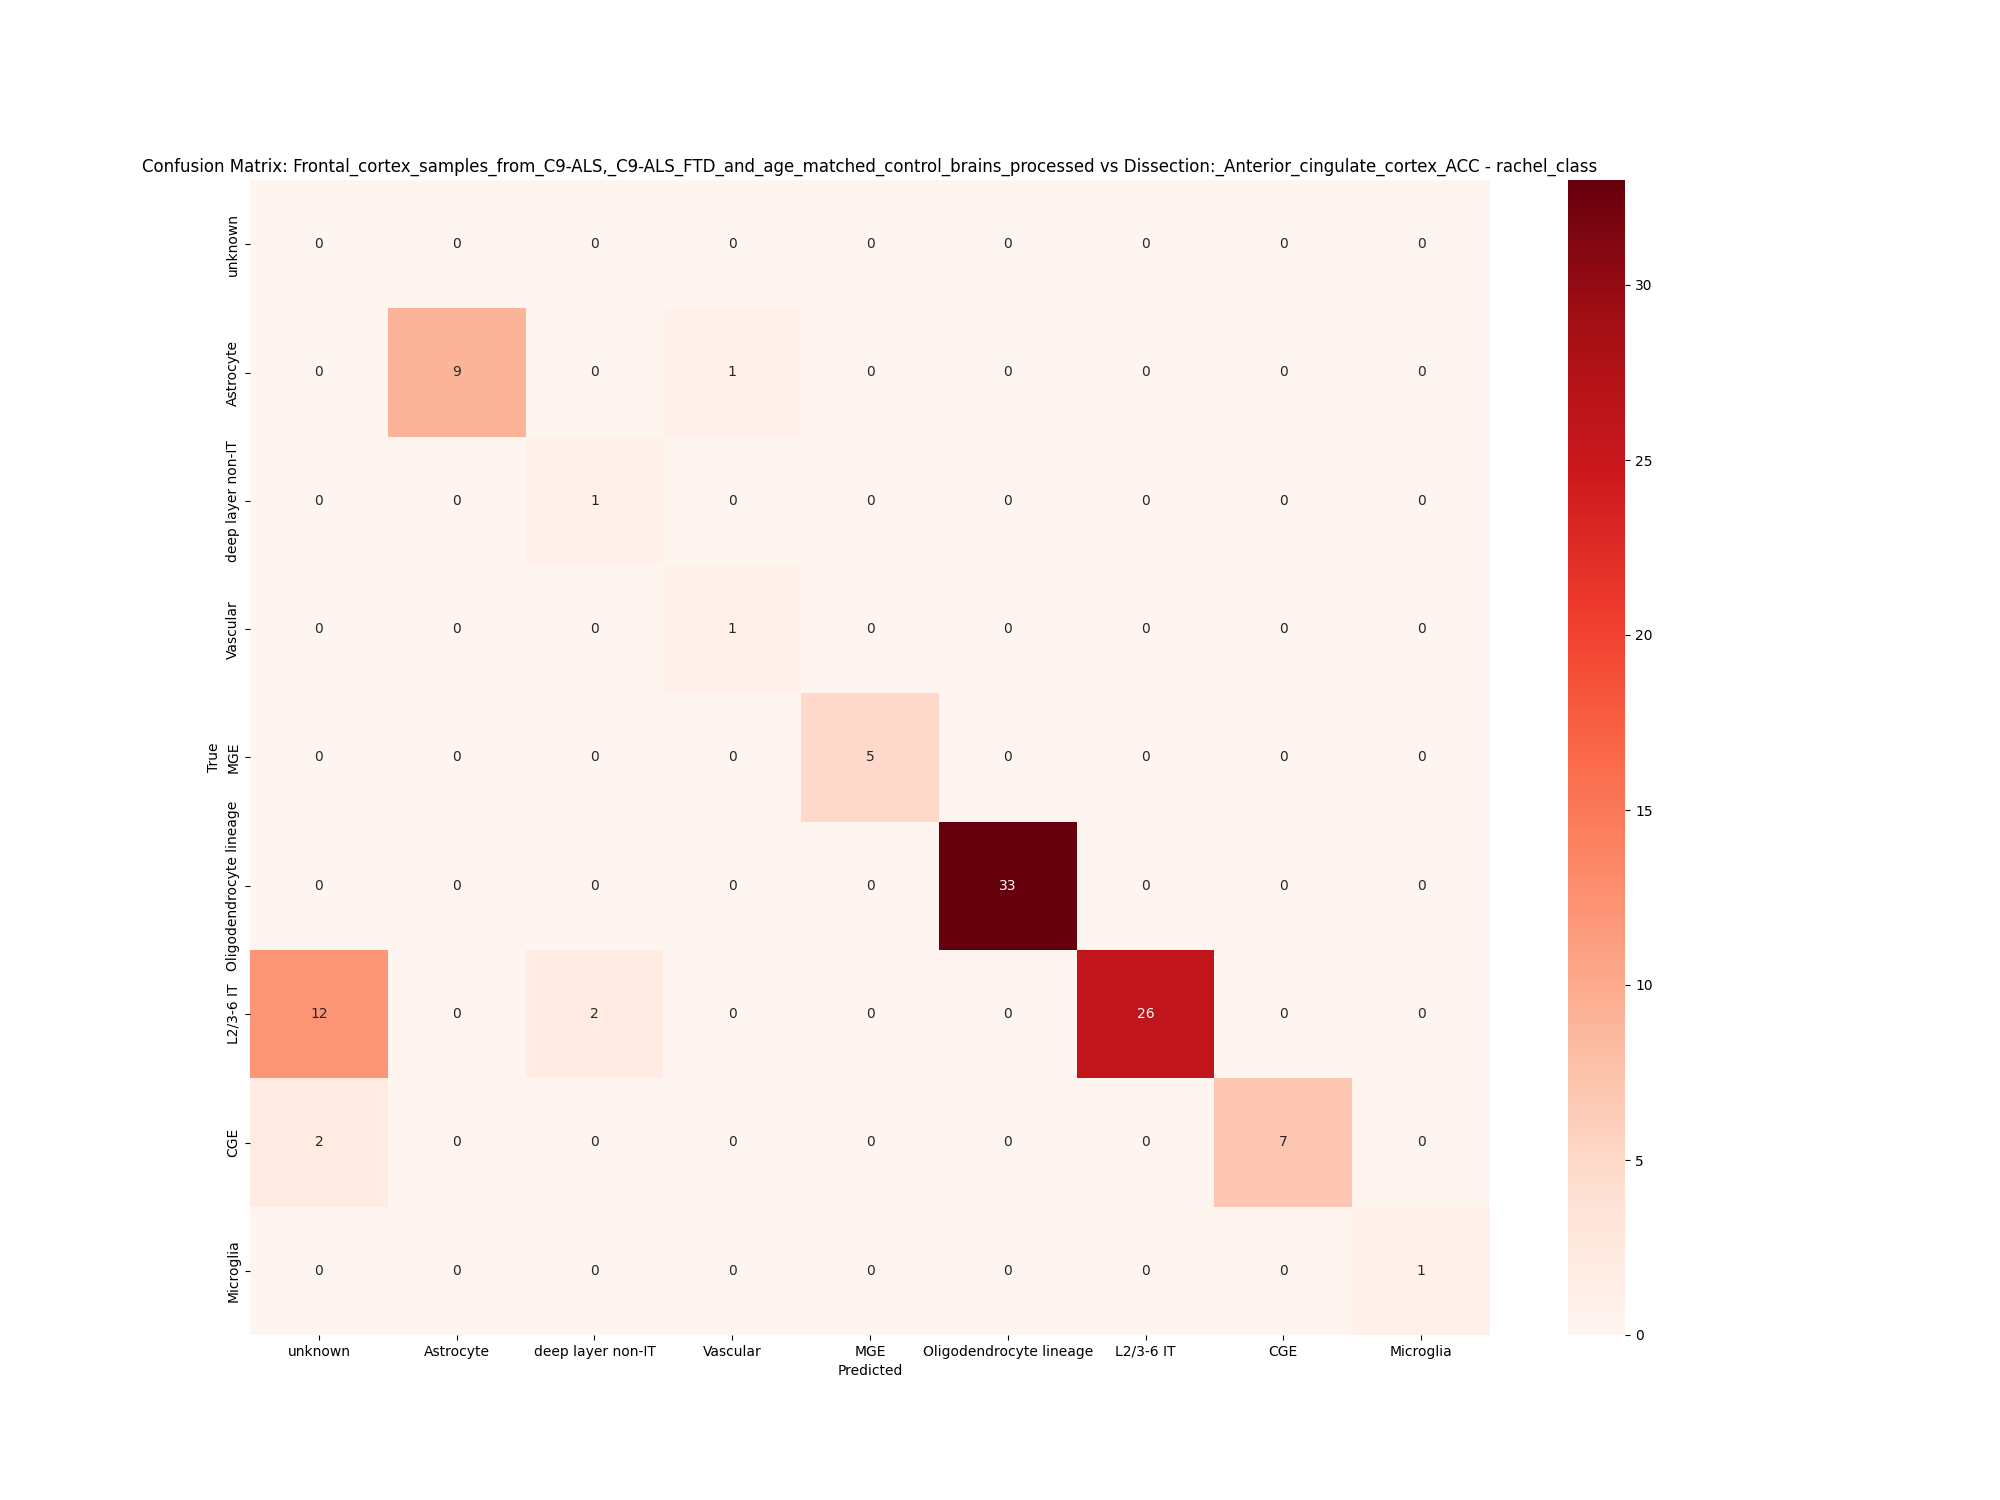 Confusion Matrix: Frontal_cortex_samples_from_C9-ALS,_C9-ALS_FTD_and_age_matched_control_brains_processed vs Dissection:_Anterior_cingulate_cortex_ACC - rachel_class
unknown 0 0 0 0 0 0 0 0 0
Astrocyte 0 9 0 1 0 0 0 0 0
deep layer non-IT 0 0 1 0 0 0 0 0 0
Vascular 0 0 0 1 0 0 0 0 0
True
MGE 0 0 0 0 5 0 0 0 0
Oligodendrocyte lineage 0 0 0 0 0 33 0 0 0
L2/3-6 IT 12 0 2 0 0 0 26 0 0
CGE 2 0 0 0 0 0 0 7 0
Microglia 0 0 0 0 0 0 0 0 1
unknown Astrocyte deep layer non-IT Vascular MGE Oligodendrocyte lineage L2/3-6 IT CGE Microglia
Predicted
30
25
20
15
10
5
0